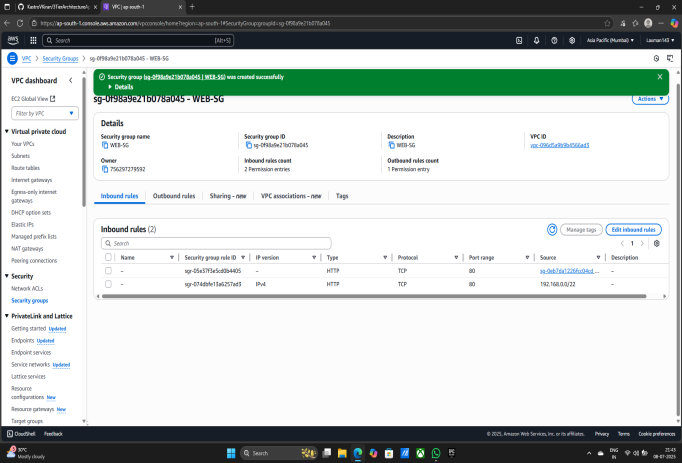 KastroVKiran/3TierArchitecture/
VPC | ap-south-1
https://ap-south-1.console.aws.amazon.com/vpcconsole/home?region=ap-south-1#SecurityGroup:groupId=sg-0f98a9e21b078a045
aws
Search
[Alt+S]
Asia Pacific (Mumbai)
Laxman143
VPC
Security Groups
sg-0f98a9e21b078a045 - WEB-SG
VPC dashboard
EC2 Global View
Filter by VPC
Virtual private cloud
Your VPCs
Subnets
Route tables
Internet gateways
Egress-only internet
gateways
DHCP option sets
Elastic IPs
Managed prefix lists
NAT gateways
Peering connections
Security
Network ACLs
Security groups
PrivateLink and Lattice
Getting started Updated
Endpoints Updated
Endpoint services
Service networks Updated
Lattice services
Resource
configurations New
Resource gateways New
Target groups
Security group (sg-0f98a9e21b078a045 | WEB-SG) was created successfully
Details
sg-0f98a9e21b078a045 - WEB-SG
Actions
Details
Security group name
WEB-SG
Security group ID
sg-0f98a9e21b078a045
Description
WEB-SG
VPC ID
vpc-096d5a9b9b4566ad3
Owner
756297279592
Inbound rules count
2 Permission entries
Outbound rules count
1 Permission entry
Inbound rules
Outbound rules
Sharing - new
VPC associations - new
Tags
Inbound rules (2)
Manage tags
Edit inbound rules
Search
1
Name Security group rule ID IP version Type Protocol Port range Source Description
– sgr-05e37f3e5cd0b4405 – HTTP TCP 80 sg-0eb7da1226fcc04cd ... –
– sgr-074dbfe13a6257ad3 IPv4 HTTP TCP 80 192.168.0.0/22 –
CloudShell
Feedback
© 2025, Amazon Web Services, Inc. or its affiliates.
Privacy
Terms
Cookie preferences
30°C
Mostly cloudy
Search
ENG
IN
21:43
08-07-2025